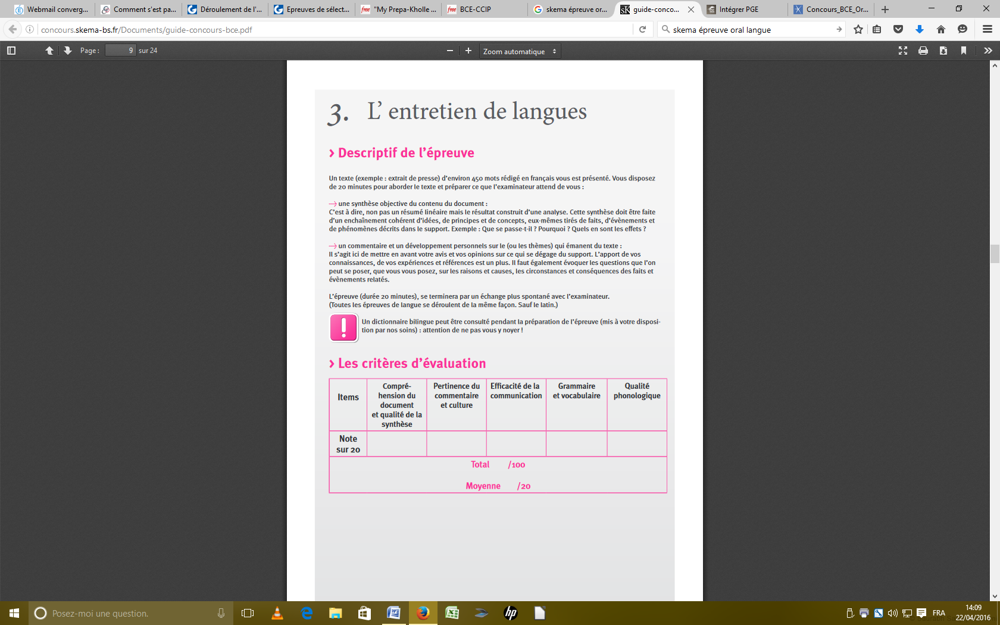 Webmail converg...
Comment s'est pa...
Déroulement de l'...
Epreuves de sélect...
free "My Prepa-Kholle ...
free BCE-CCIP
skema épreuve or...
sk guide-conco...
Intégrer PGE
Concours_BCE_Or...
concours.skema-bs.fr/Documents/guide-concours-bce.pdf
skema épreuve oral langue
Page : 9 sur 24
Zoom automatique
3. L’ entretien de langues
› Descriptif de l’épreuve
Un texte (exemple : extrait de presse) d’environ 450 mots rédigé en français vous est présenté. Vous disposez
de 20 minutes pour aborder le texte et préparer ce que l’examinateur attend de vous :
→ une synthèse objective du contenu du document :
C’est à dire, non pas un résumé linéaire mais le résultat construit d’une analyse. Cette synthèse doit être faite
d’un enchaînement cohérent d’idées, de principes et de concepts, eux-mêmes tirés de faits, d’évènements et
de phénomènes décrits dans le support. Exemple : Que se passe-t-il ? Pourquoi ? Quels en sont les effets ?
→ un commentaire et un développement personnels sur le (ou les thèmes) qui émanent du texte :
Il s’agit ici de mettre en avant votre avis et vos opinions sur ce qui se dégage du support. L’apport de vos
connaissances, de vos expériences et références est un plus. Il faut également évoquer les questions que l’on
peut se poser, que vous vous posez, sur les raisons et causes, les circonstances et conséquences des faits et
évènements relatés.
L’épreuve (durée 20 minutes), se terminera par un échange plus spontané avec l’examinateur.
(Toutes les épreuves de langue se déroulent de la même façon. Sauf le latin.)
!
Un dictionnaire bilingue peut être consulté pendant la préparation de l’épreuve (mis à votre disposi-
tion par nos soins) : attention de ne pas vous y noyer !
› Les critères d’évaluation
Items
Compré-
hension du
document
et qualité de la
synthèse
Pertinence du
commentaire
et culture
Efficacité de la
communication
Grammaire
et vocabulaire
Qualité
phonologique
Note
sur 20
Total /100
Moyenne /20
Posez-moi une question.
hp
FRA
14:09
22/04/2016